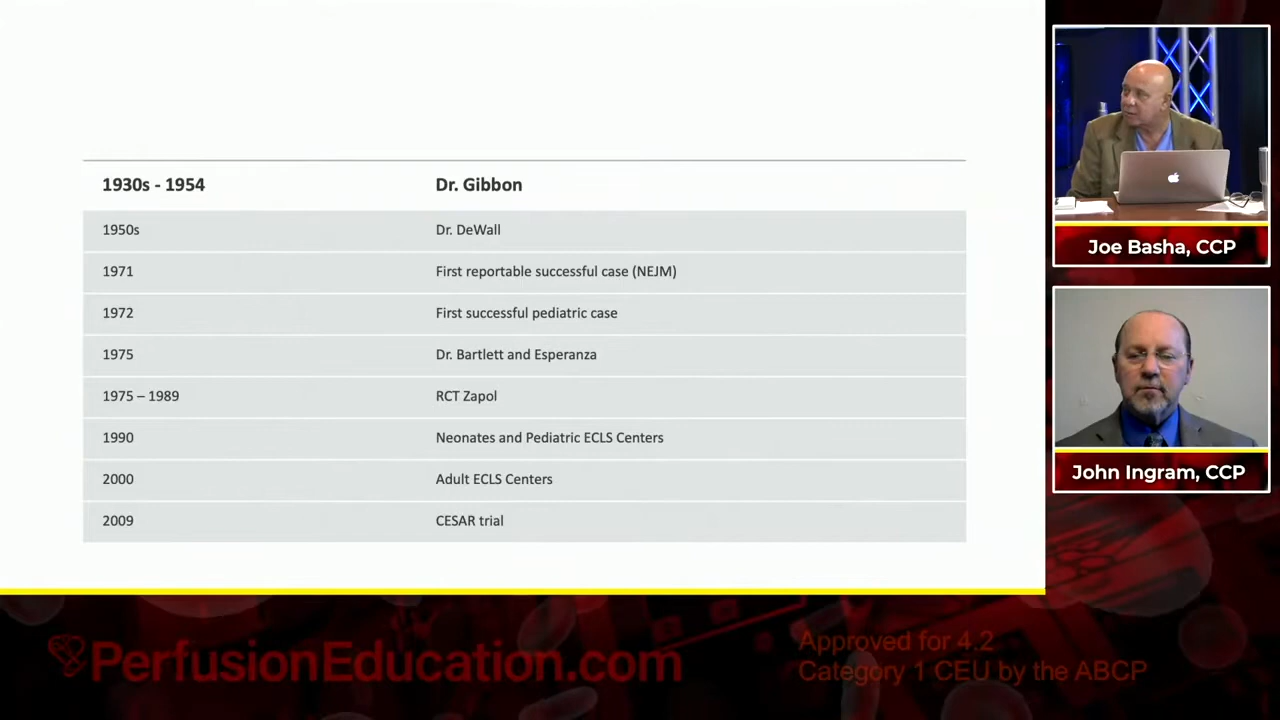 1930s - 1954 Dr. Gibbon
1950s Dr. DeWall
1971 First reportable successful case (NEJM)
1972 First successful pediatric case
1975 Dr. Bartlett and Esperanza
1975 – 1989 RCT Zapol
1990 Neonates and Pediatric ECLS Centers
2000 Adult ECLS Centers
2009 CESAR trial
Joe Basha, CCP
John Ingram, CCP
PerfusionEducation.com
Approved for 4.2
Category 1 CEU by the ABCP